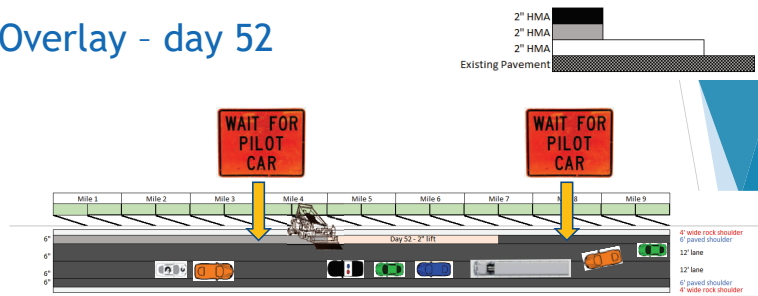 Overlay – day 52
2" HMA
2" HMA
2" HMA
Existing Pavement
WAIT FOR
PILOT
CAR
WAIT FOR
PILOT
CAR
Mile 1 Mile 2 Mile 3 Mile 4 Mile 5 Mile 6 Mile 7 Mile 9
4' wide rock shoulder
6" Day 52 - 2" lift 6' paved shoulder
6" 12' lane
6" 12' lane
6" 6' paved shoulder
4' wide rock shoulder